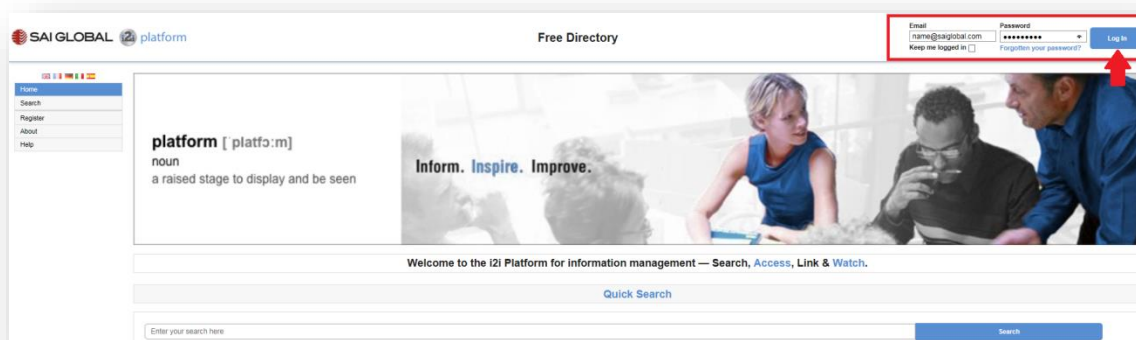 SAI GLOBAL i2i platform
Free Directory
Email
Password
name@saiglobal.com
•••••••••
Keep me logged in
Forgotten your password?
Log In
Home
Search
Register
About
Help
platform [ˈplatfɔːm]
noun
a raised stage to display and be seen
Inform. Inspire. Improve.
Welcome to the i2i Platform for information management — Search, Access, Link & Watch.
Quick Search
Enter your search here
Search